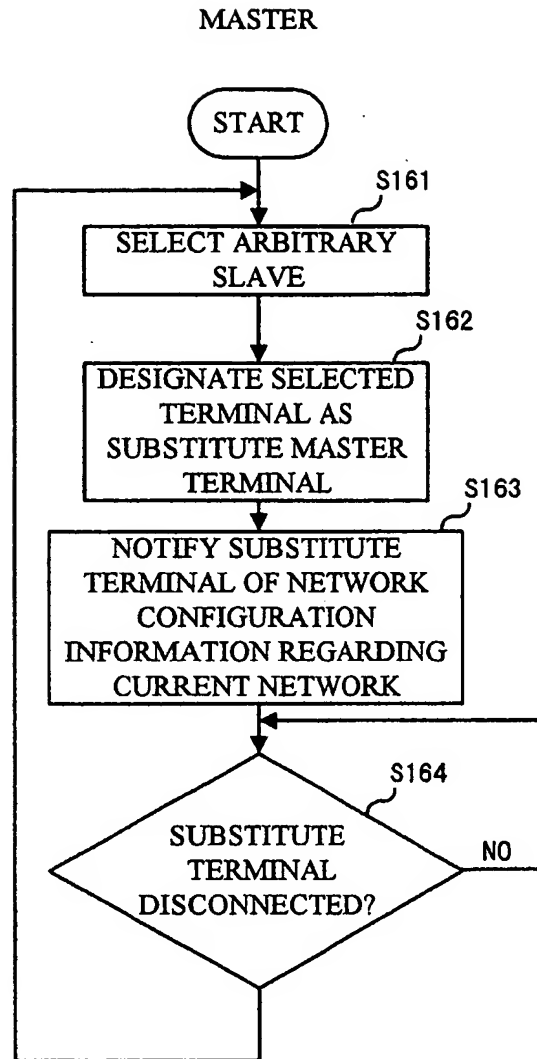 MASTER
START
S161
SELECT ARBITRARY
SLAVE
S162
DESIGNATE SELECTED
TERMINAL AS
SUBSTITUTE MASTER
TERMINAL
S163
NOTIFY SUBSTITUTE
TERMINAL OF NETWORK
CONFIGURATION
INFORMATION REGARDING
CURRENT NETWORK
S164
SUBSTITUTE
TERMINAL
DISCONNECTED?
NO